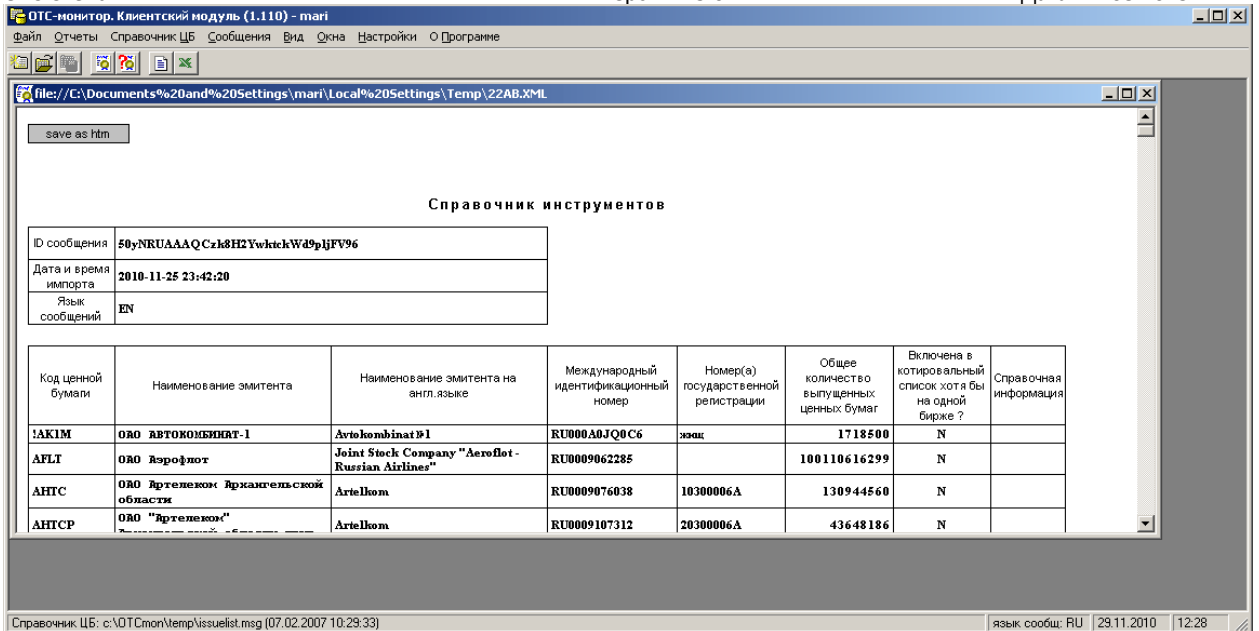 ОТС-монитор. Клиентский модуль (1.110) - mari
Файл Отчеты Справочник ЦБ Сообщения Вид Окна Настройки О Программе
file://C:\Documents%20and%20Settings\mari\Local%20Settings\Temp\22AB.XML
save as htm
Справочник инструментов
ID сообщения 50yNRUAAAQCzk8H2YwktckWd9pljFV96
Дата и время импорта 2010-11-25 23:42:20
Язык сообщений EN
Код ценной бумаги Наименование эмитента Наименование эмитента на англ.языке Международный идентификационный номер Номер(а) государственной регистрации Общее количество выпущенных ценных бумаг Включена в котировальный список хотя бы на одной бирже ? Справочная информация
!AK1M ОАО АВТОКОМБИНАТ-1 Avtokombinat№1 RU000A0JQ0C6 жмщ 1718500 N
AFLT ОАО Аэрофлот Joint Stock Company "Aeroflot - Russian Airlines" RU0009062285 100110616299 N
AHTC ОАО Артелеком Архангельской области Artelkom RU0009076038 10300006A 130944560 N
AHTCP ОАО "Артелеком" Artelkom RU0009107312 20300006A 43648186 N
Справочник ЦБ: c:\OTCmon\temp\issuelist.msg (07.02.2007 10:29:33) язык сообщ: RU 29.11.2010 12:28